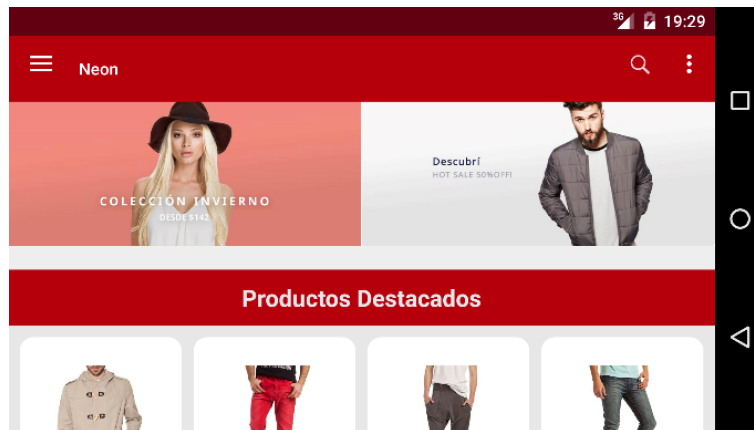 3G 19:29
Neon
COLECCIÓN INVIERNO
DESDE $142
Descubrí
HOT SALE 50%OFF!
Productos Destacados